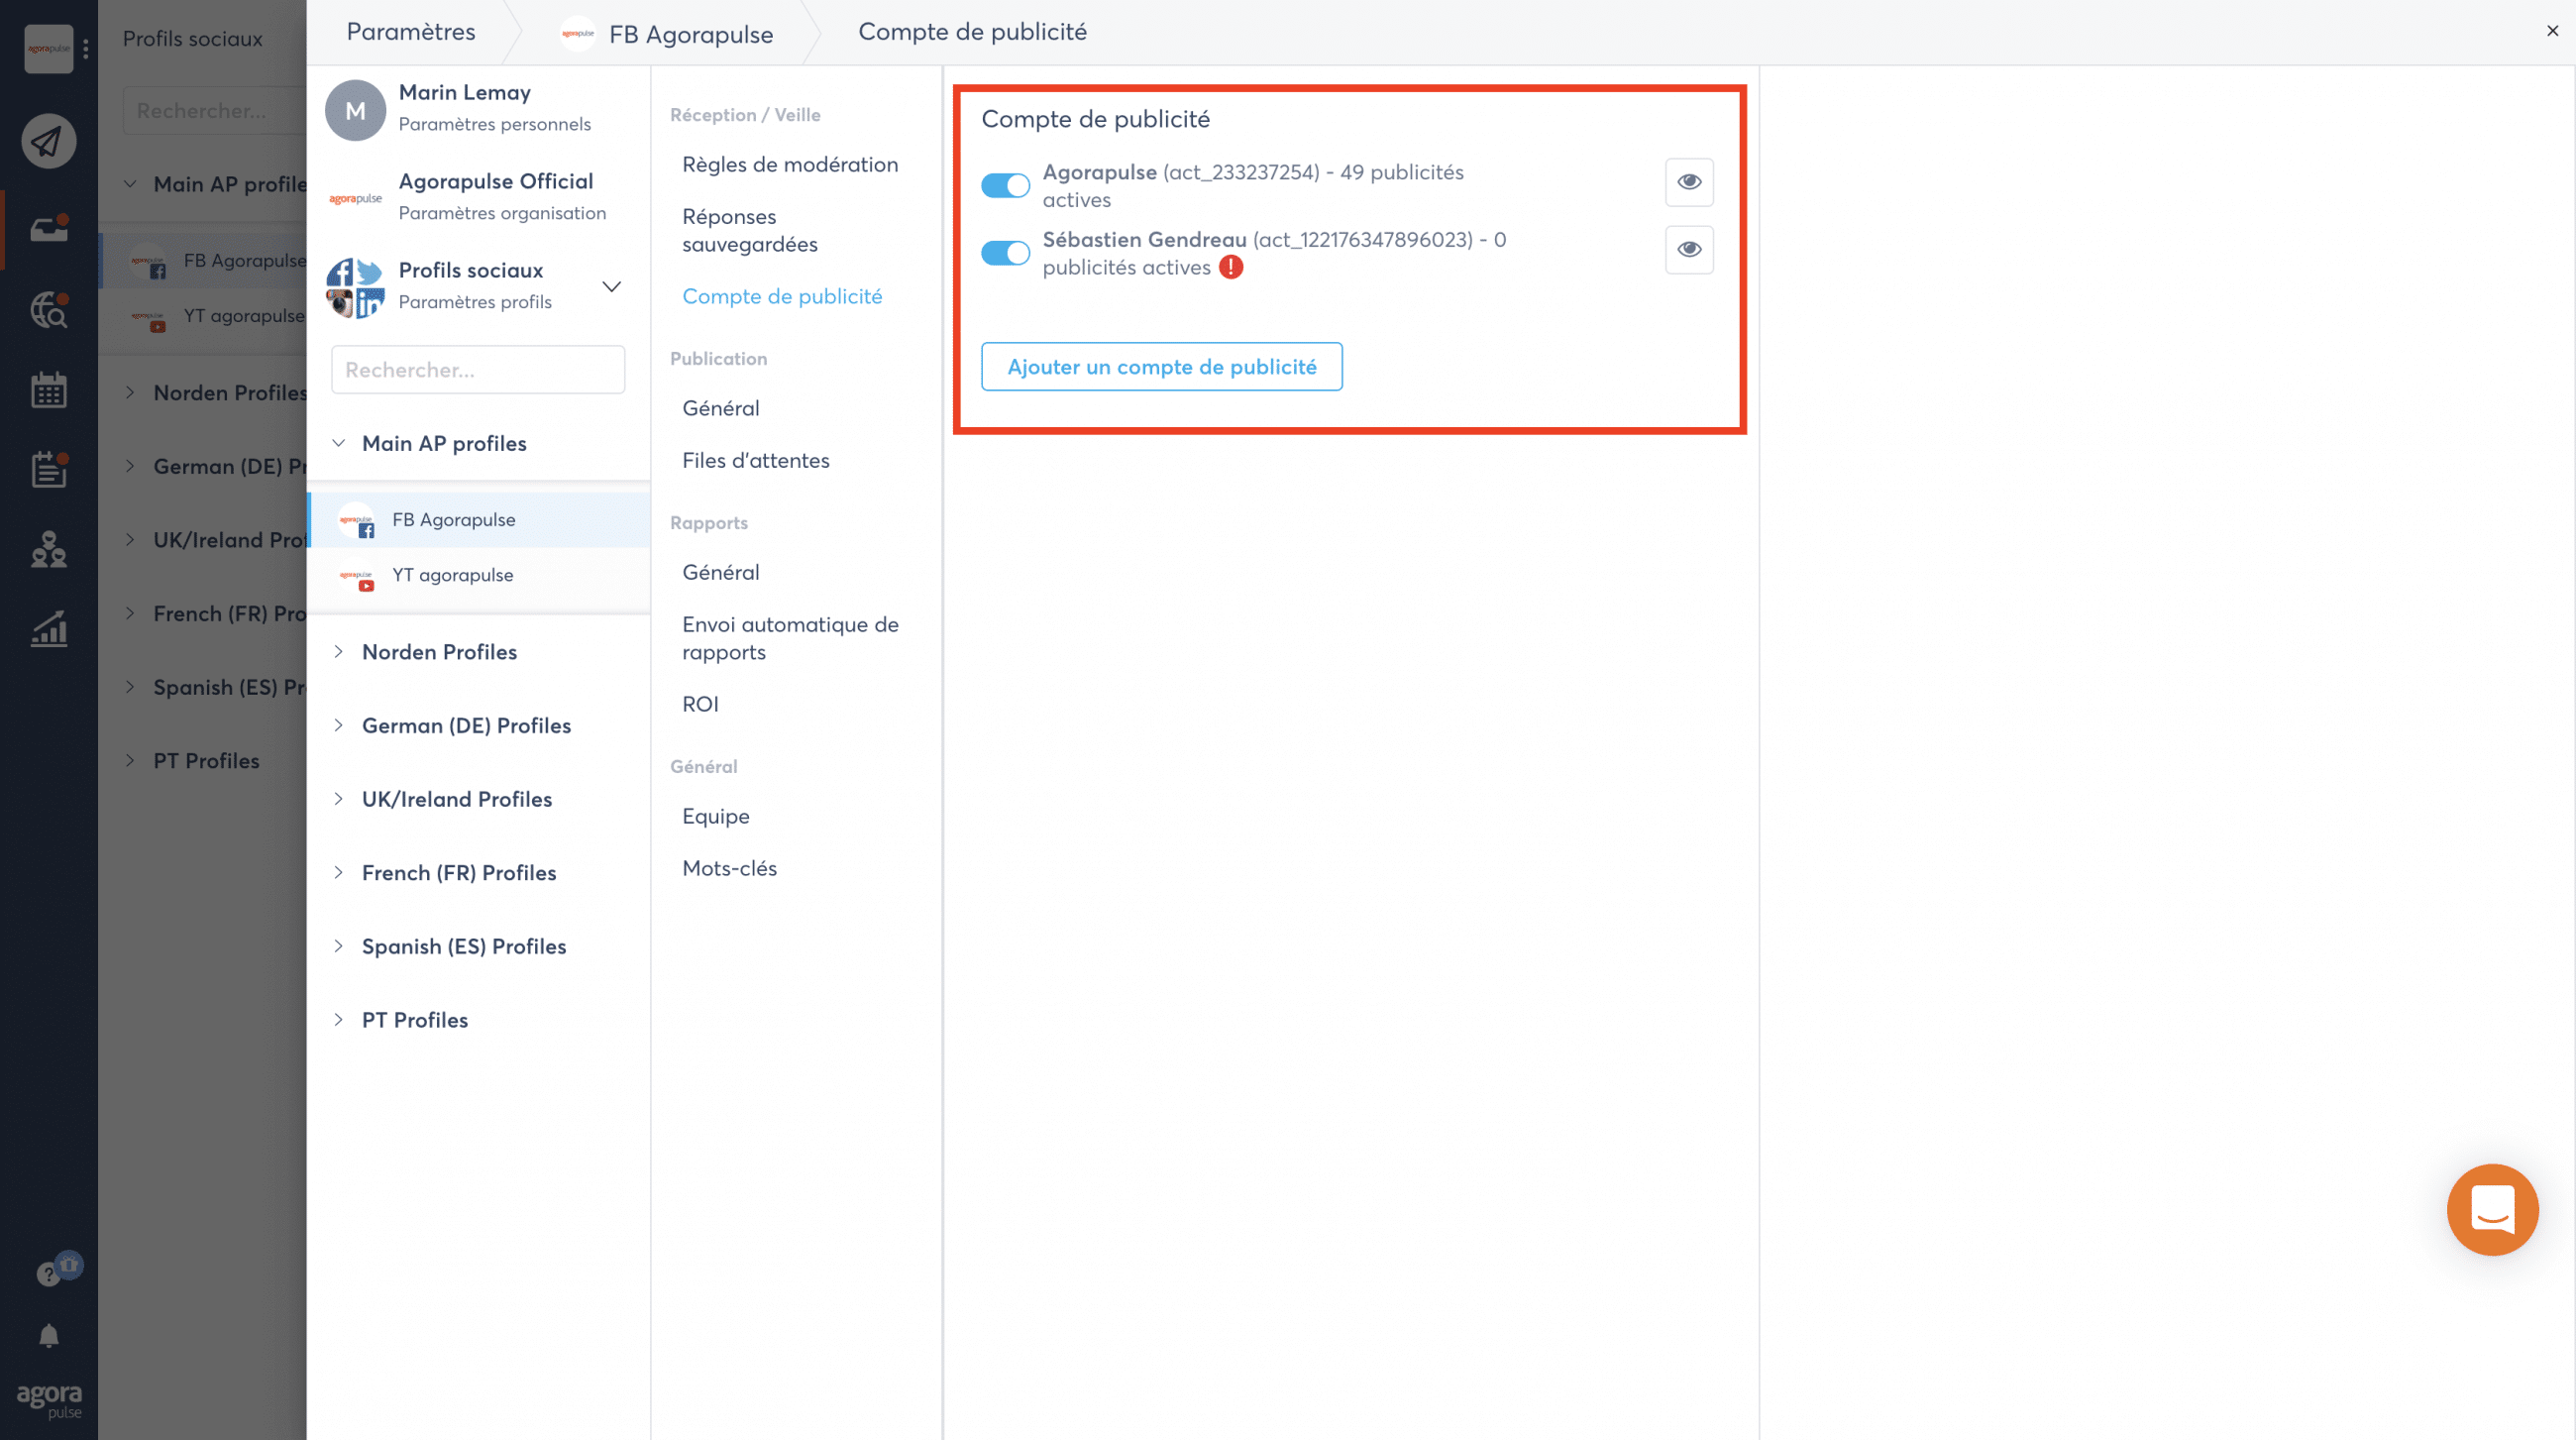 agorapulse
Profils sociaux
Rechercher...
Main AP profile
FB Agorapulse
YT agorapulse
Norden Profiles
German (DE) Pr
UK/Ireland Prof
French (FR) Pro
Spanish (ES) Pr
PT Profiles
?
agora
pulse
Paramètres
agorapulse
FB Agorapulse
Compte de publicité
×
M
Marin Lemay
Paramètres personnels
agorapulse
Agorapulse Official
Paramètres organisation
Profils sociaux
Paramètres profils
Rechercher...
Main AP profiles
agorapulse
FB Agorapulse
agorapulse
YT agorapulse
Norden Profiles
German (DE) Profiles
UK/Ireland Profiles
French (FR) Profiles
Spanish (ES) Profiles
PT Profiles
Réception / Veille
Règles de modération
Réponses
sauvegardées
Compte de publicité
Publication
Général
Files d'attentes
Rapports
Général
Envoi automatique de
rapports
ROI
Général
Equipe
Mots-clés
Compte de publicité
Agorapulse (act_233237254) - 49 publicités
actives
Sébastien Gendreau (act_122176347896023) - 0
publicités actives !
Ajouter un compte de publicité